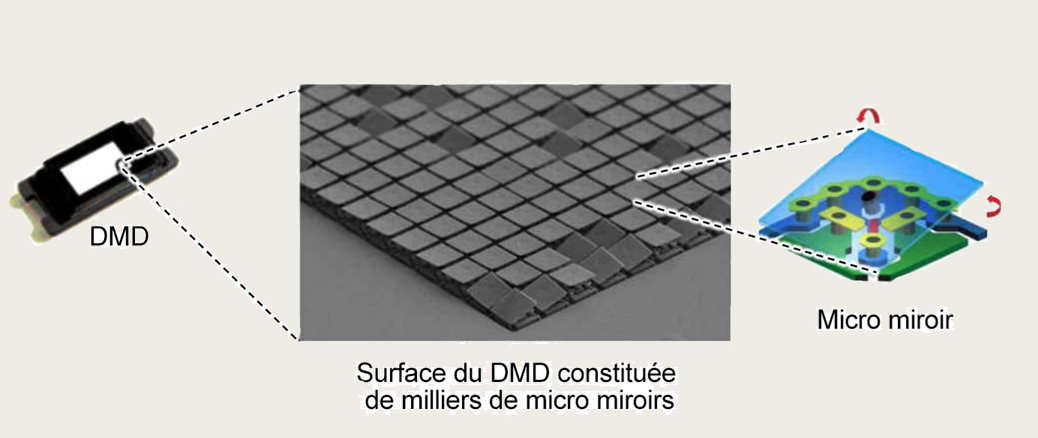 DMD
Surface du DMD constituée
de milliers de micro miroirs
Micro miroir